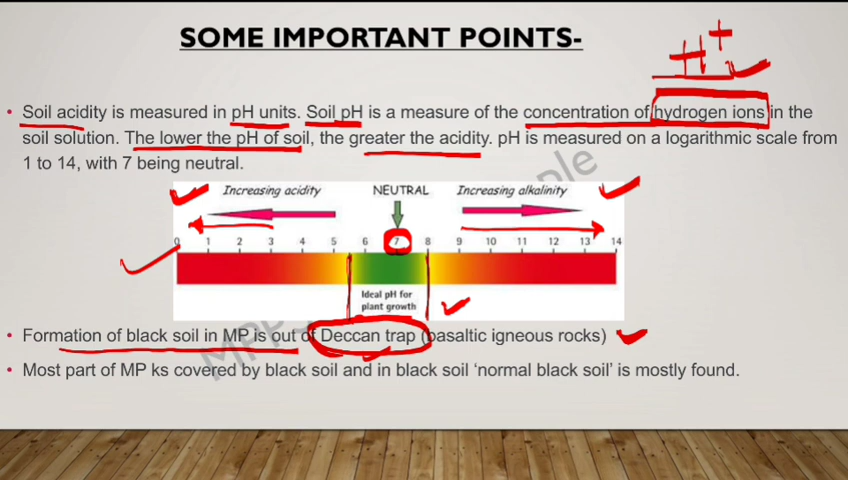 SOME IMPORTANT POINTS-
H+
• Soil acidity is measured in pH units. Soil pH is a measure of the concentration of hydrogen ions in the
soil solution. The lower the pH of soil, the greater the acidity. pH is measured on a logarithmic scale from
1 to 14, with 7 being neutral.
Increasing acidity NEUTRAL Increasing alkalinity
0 1 2 3 4 5 6 7 8 9 10 11 12 13 14
Ideal pH for
plant growth
• Formation of black soil in MP is out of Deccan trap (basaltic igneous rocks)
• Most part of MP ks covered by black soil and in black soil ‘normal black soil’ is mostly found.